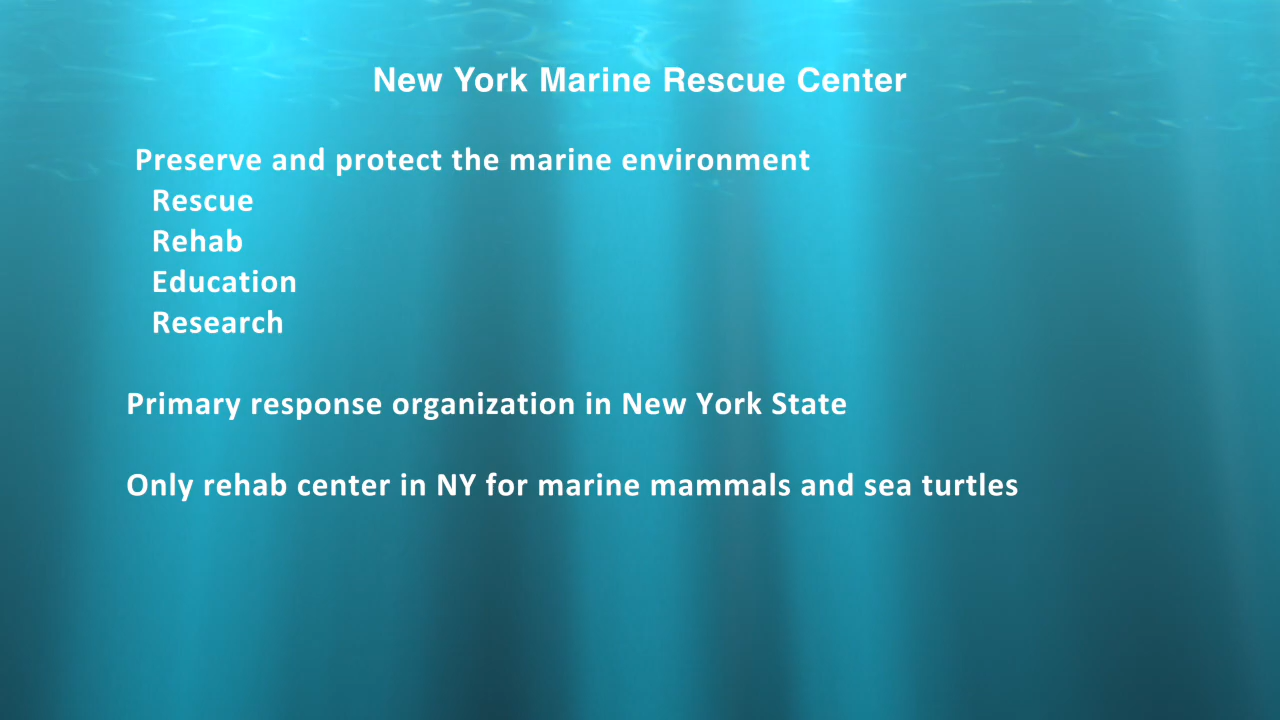 New York Marine Rescue Center
Preserve and protect the marine environment
Rescue
Rehab
Education
Research
Primary response organization in New York State
Only rehab center in NY for marine mammals and sea turtles